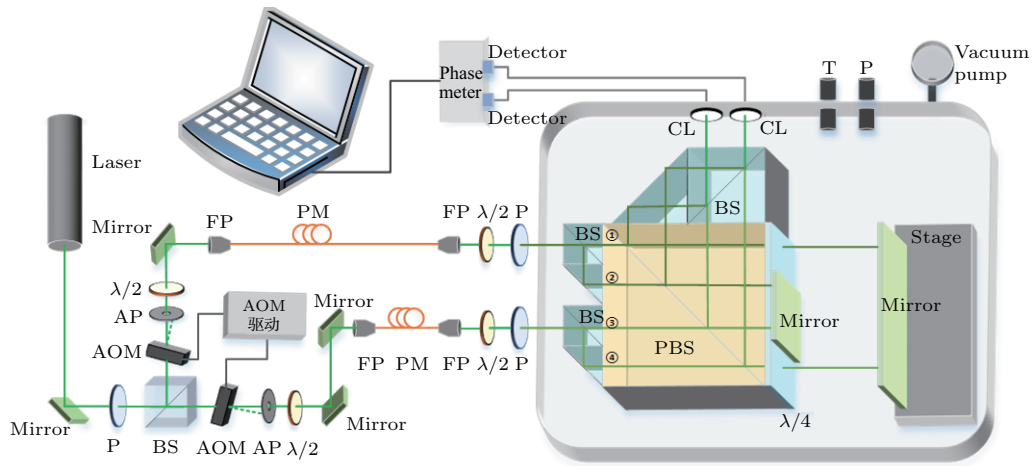 Laser
Mirror
FP
PM
FP
λ/2
P
Phase
meter
Detector
Detector
CL
CL
T
P
Vacuum
pump
BS
BS
①
②
BS
③
④
PBS
Mirror
Stage
Mirror
λ/4
λ/2
AP
AOM
AOM
驱动
Mirror
FP
PM
FP
λ/2
P
Mirror
P
BS
AOM
AP
λ/2
Mirror